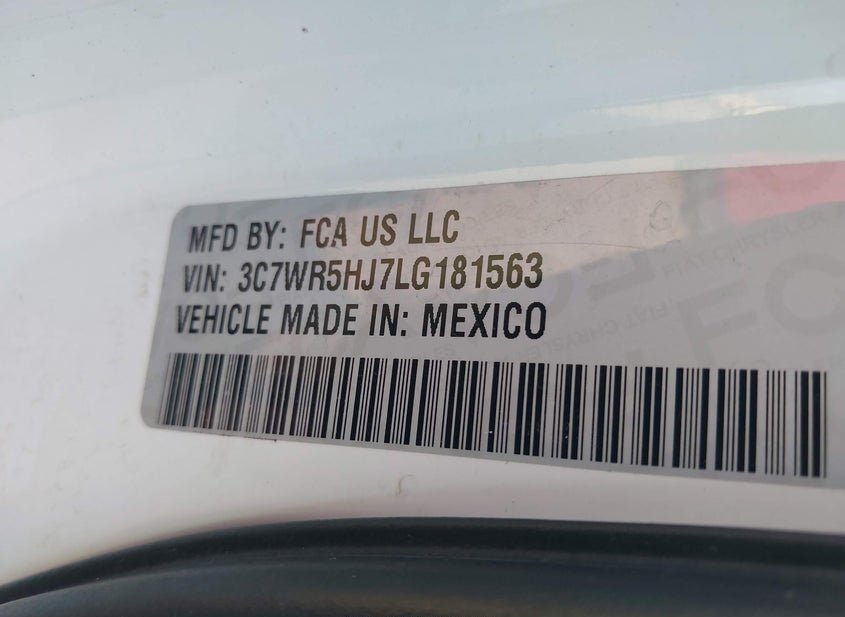 MFD BY: FCA US LLC
VIN: 3C7WR5HJ7LG181563
VEHICLE MADE IN: MEXICO